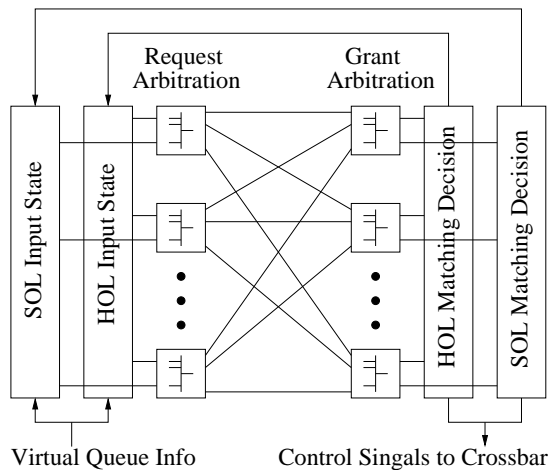 Request
Arbitration
Grant
Arbitration
SOL Input State
HOL Input State
HOL Matching Decision
SOL Matching Decision
Virtual Queue Info
Control Singals to Crossbar